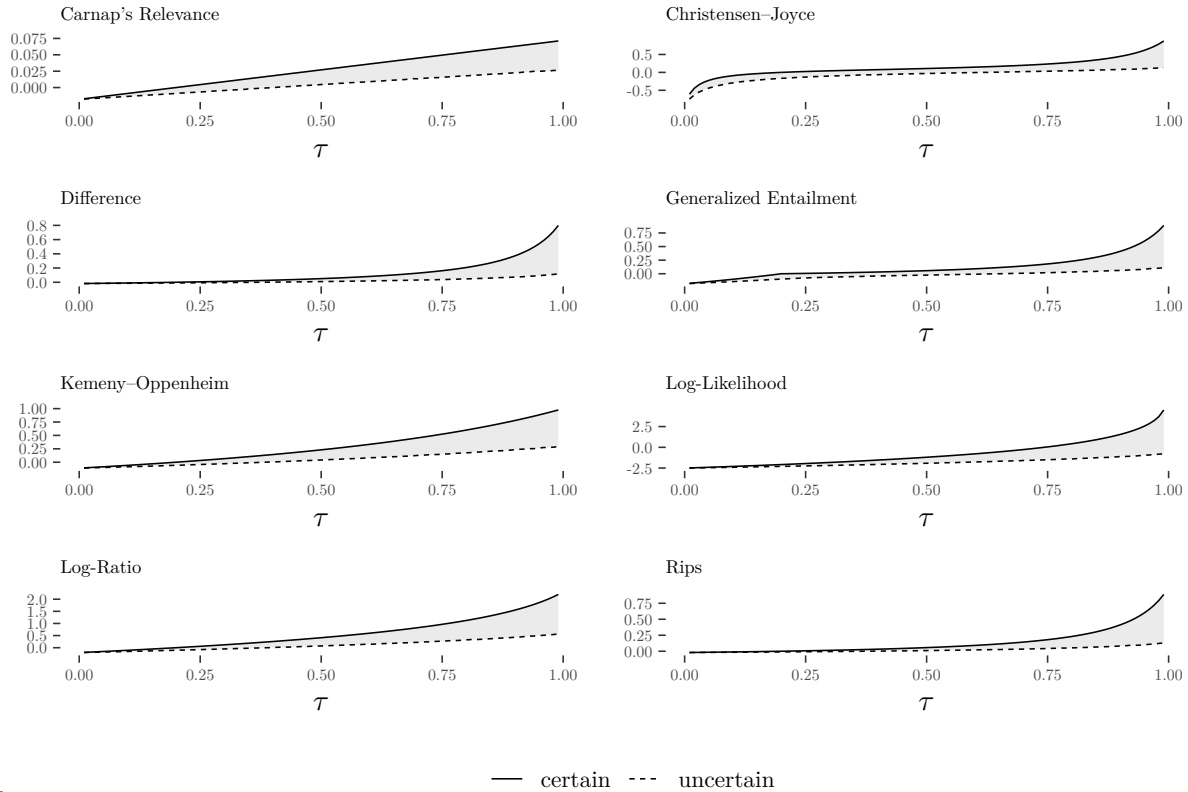 Carnap's Relevance
0.075
0.050
0.025
0.000
0.00 0.25 0.50 0.75 1.00
τ
Christensen–Joyce
0.5
0.0
-0.5
0.00 0.25 0.50 0.75 1.00
τ
Difference
0.8
0.6
0.4
0.2
0.0
0.00 0.25 0.50 0.75 1.00
τ
Generalized Entailment
0.75
0.50
0.25
0.00
0.00 0.25 0.50 0.75 1.00
τ
Kemeny–Oppenheim
1.00
0.75
0.50
0.25
0.00
0.00 0.25 0.50 0.75 1.00
τ
Log-Likelihood
2.5
0.0
-2.5
0.00 0.25 0.50 0.75 1.00
τ
Log-Ratio
2.0
1.5
1.0
0.5
0.0
0.00 0.25 0.50 0.75 1.00
τ
Rips
0.75
0.50
0.25
0.00
0.00 0.25 0.50 0.75 1.00
τ
certain uncertain